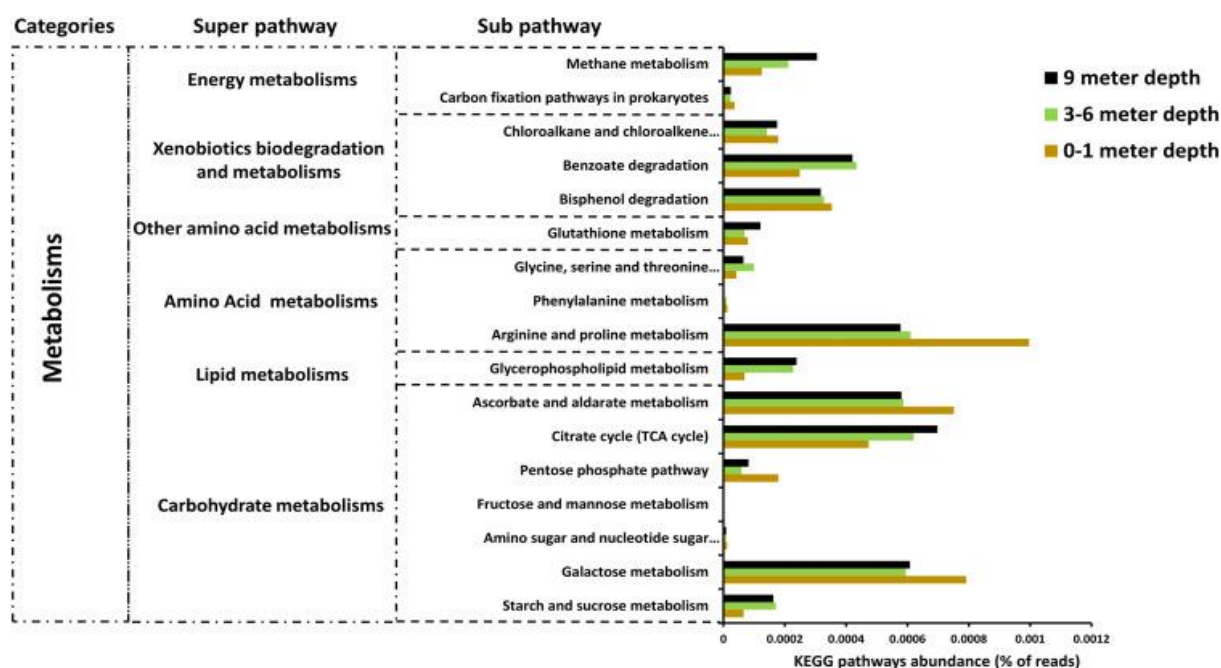 Categories Super pathway Sub pathway
Energy metabolisms
Methane metabolism
Carbon fixation pathways in prokaryotes
Xenobiotics biodegradation
and metabolisms
Chloroalkane and chloroalkene...
Benzoate degradation
Bisphenol degradation
Other amino acid metabolisms
Glutathione metabolism
Amino Acid metabolisms
Glycine, serine and threonine...
Phenylalanine metabolism
Arginine and proline metabolism
Lipid metabolisms
Glycerophospholipid metabolism
Carbohydrate metabolisms
Ascorbate and aldarate metabolism
Citrate cycle (TCA cycle)
Pentose phosphate pathway
Fructose and mannose metabolism
Amino sugar and nucleotide sugar...
Galactose metabolism
Starch and sucrose metabolism
Metabolisms
9 meter depth
3-6 meter depth
0-1 meter depth
0 0.0002 0.0004 0.0006 0.0008 0.001 0.0012
KEGG pathways abundance (% of reads)